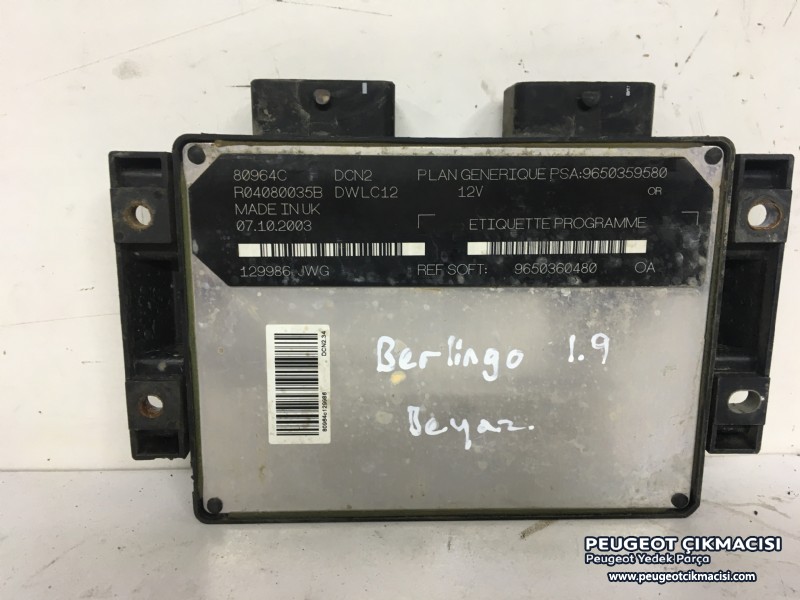 80964C DCN2 PLAN GENERIQUE PSA:9650359580
R04080035B DWLC12 12V OR
MADE IN UK
07.10.2003 ETIQUETTE PROGRAMME
129986 JWG REF SOFT: 9650360480 OA
DCN2.34
80964c129986
Berlingo 1.9
Beyaz.
PEUGEOT ÇIKMACISI
Peugeot Yedek Parça
www.peugeotcikmacisi.com